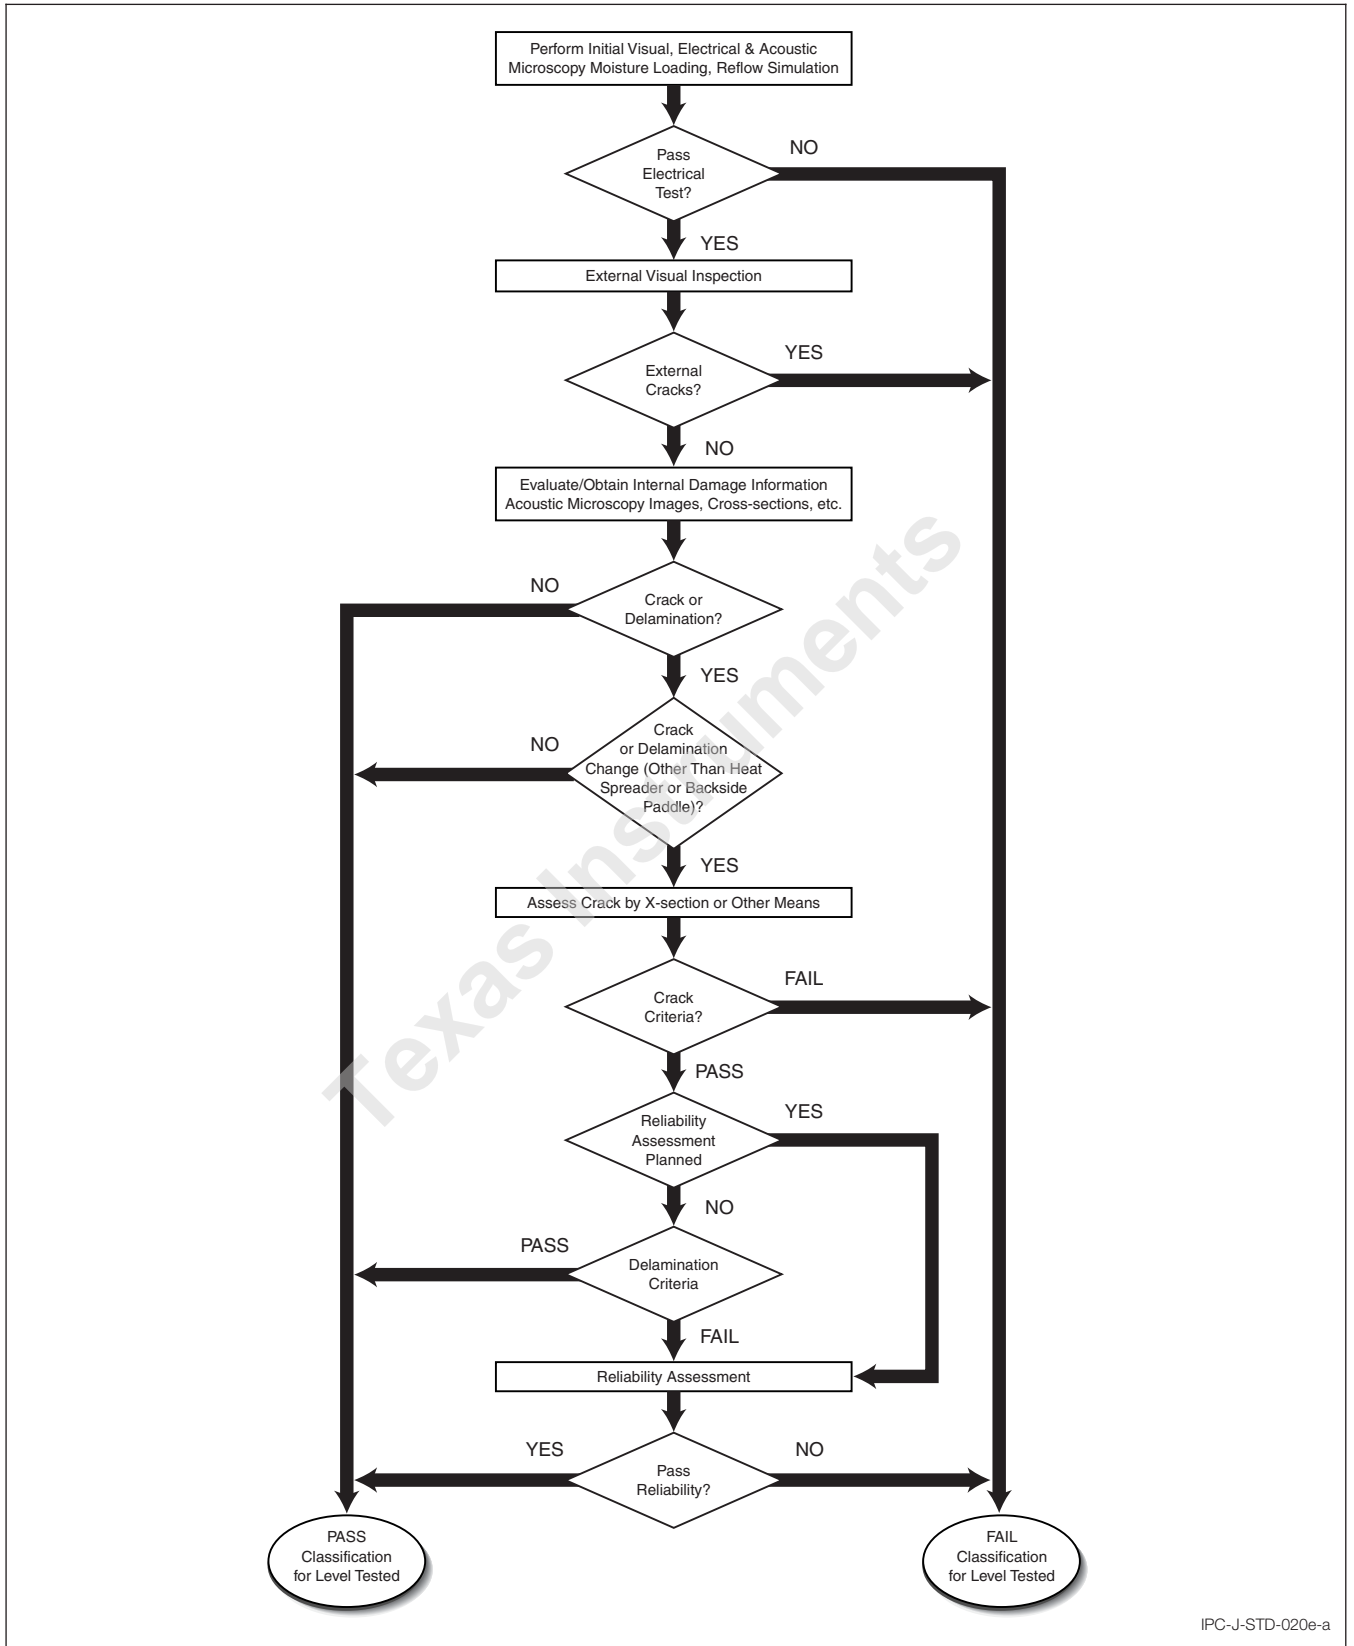 Perform Initial Visual, Electrical & Acoustic
Microscopy Moisture Loading, Reflow Simulation
Pass
Electrical
Test?
NO
YES
External Visual Inspection
External
Cracks?
YES
NO
Evaluate/Obtain Internal Damage Information
Acoustic Microscopy Images, Cross-sections, etc.
NO
Crack or
Delamination?
YES
NO
Crack
or Delamination
Change (Other Than Heat
Spreader or Backside
Paddle)?
YES
Assess Crack by X-section or Other Means
Crack
Criteria?
FAIL
PASS
Reliability
Assessment
Planned
YES
NO
PASS
Delamination
Criteria
FAIL
Reliability Assessment
YES
Pass
Reliability?
NO
PASS
Classification
for Level Tested
FAIL
Classification
for Level Tested
IPC-J-STD-020e-a
Texas Instruments